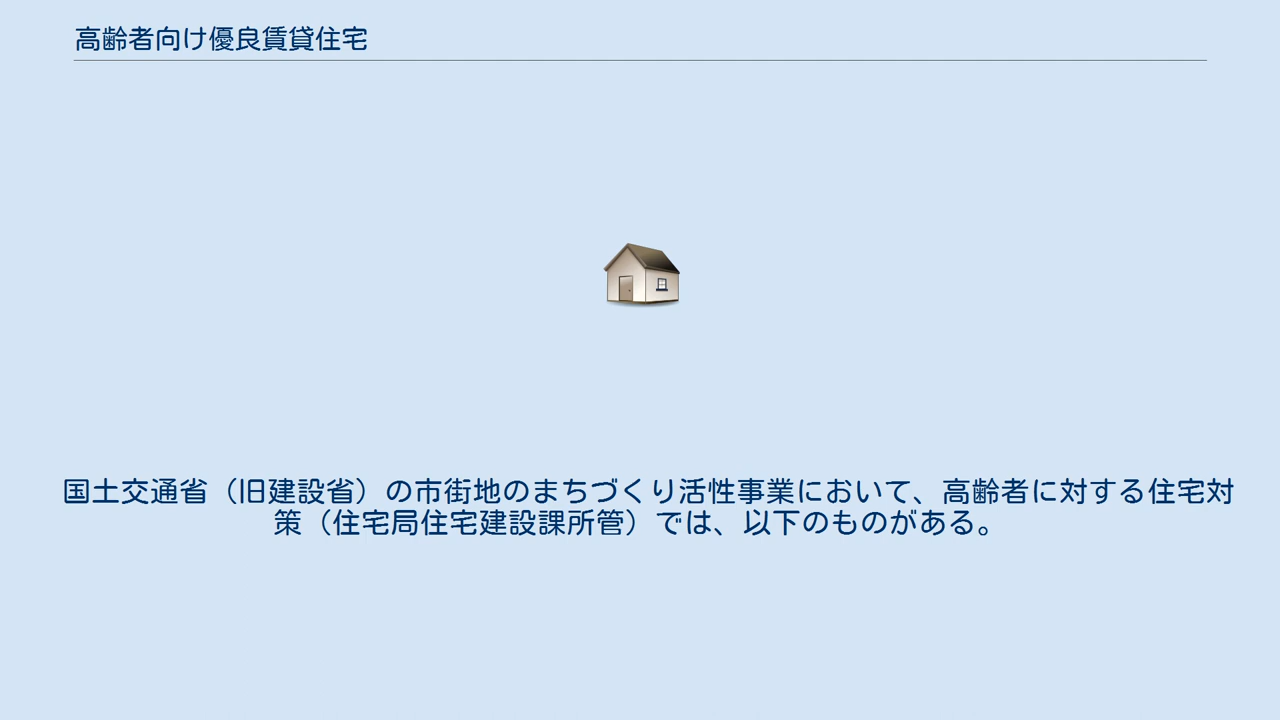 高齢者向け優良賃貸住宅
国土交通省（旧建設省）の市街地のまちづくり活性事業において、高齢者に対する住宅対
策（住宅局住宅建設課所管）では、以下のものがある。